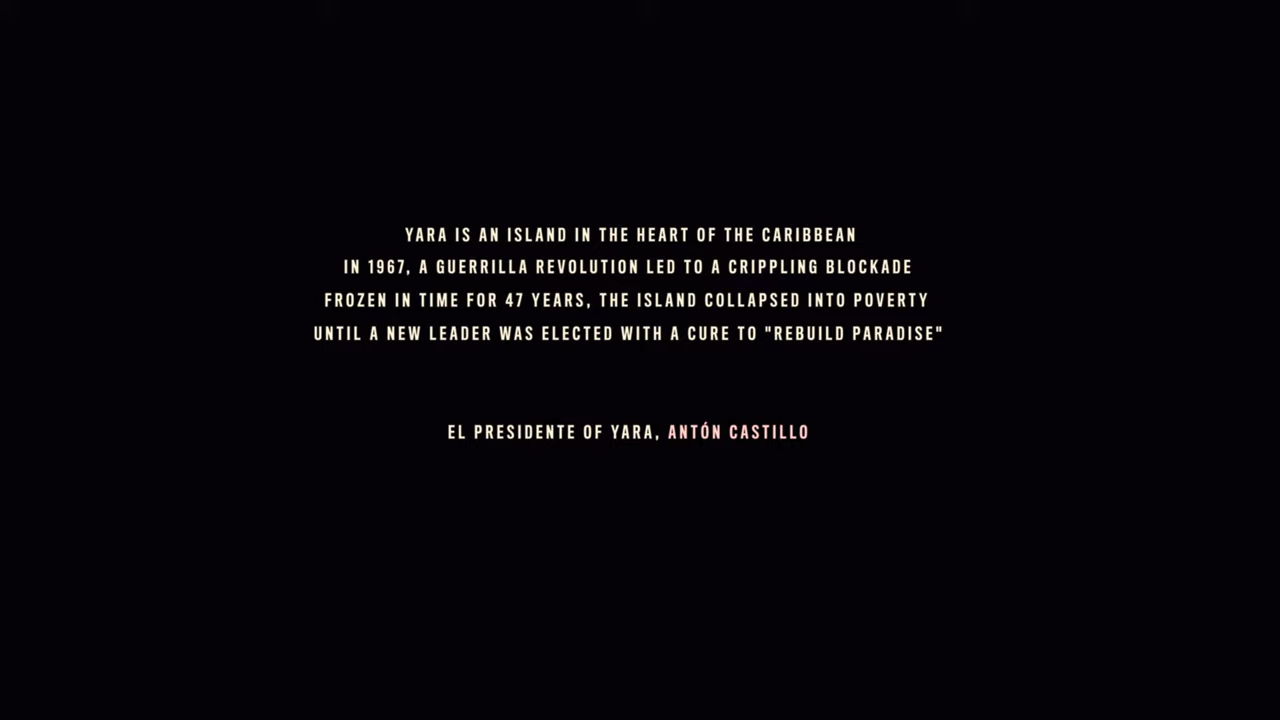 YARA IS AN ISLAND IN THE HEART OF THE CARIBBEAN
IN 1967, A GUERRILLA REVOLUTION LED TO A CRIPPLING BLOCKADE
FROZEN IN TIME FOR 47 YEARS, THE ISLAND COLLAPSED INTO POVERTY
UNTIL A NEW LEADER WAS ELECTED WITH A CURE TO "REBUILD PARADISE"
EL PRESIDENTE OF YARA, ANTÓN CASTILLO